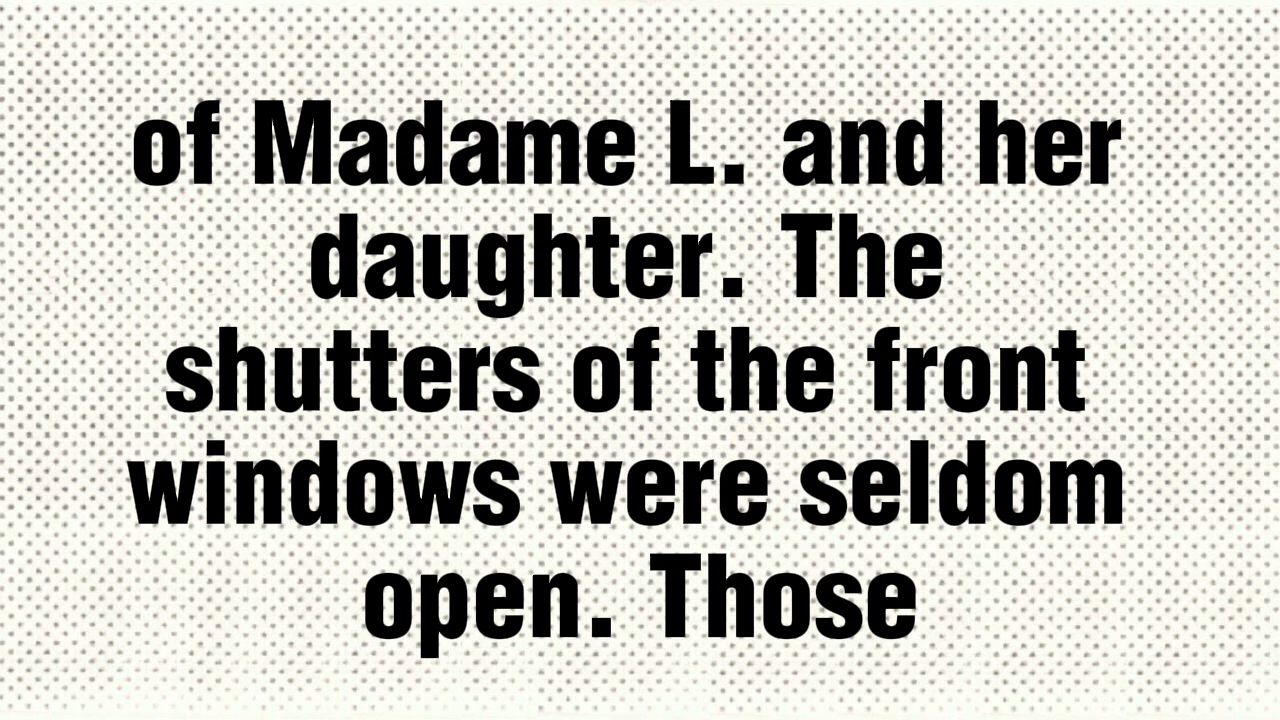 of Madame L. and her
daughter. The
shutters of the front
windows were seldom
open. Those